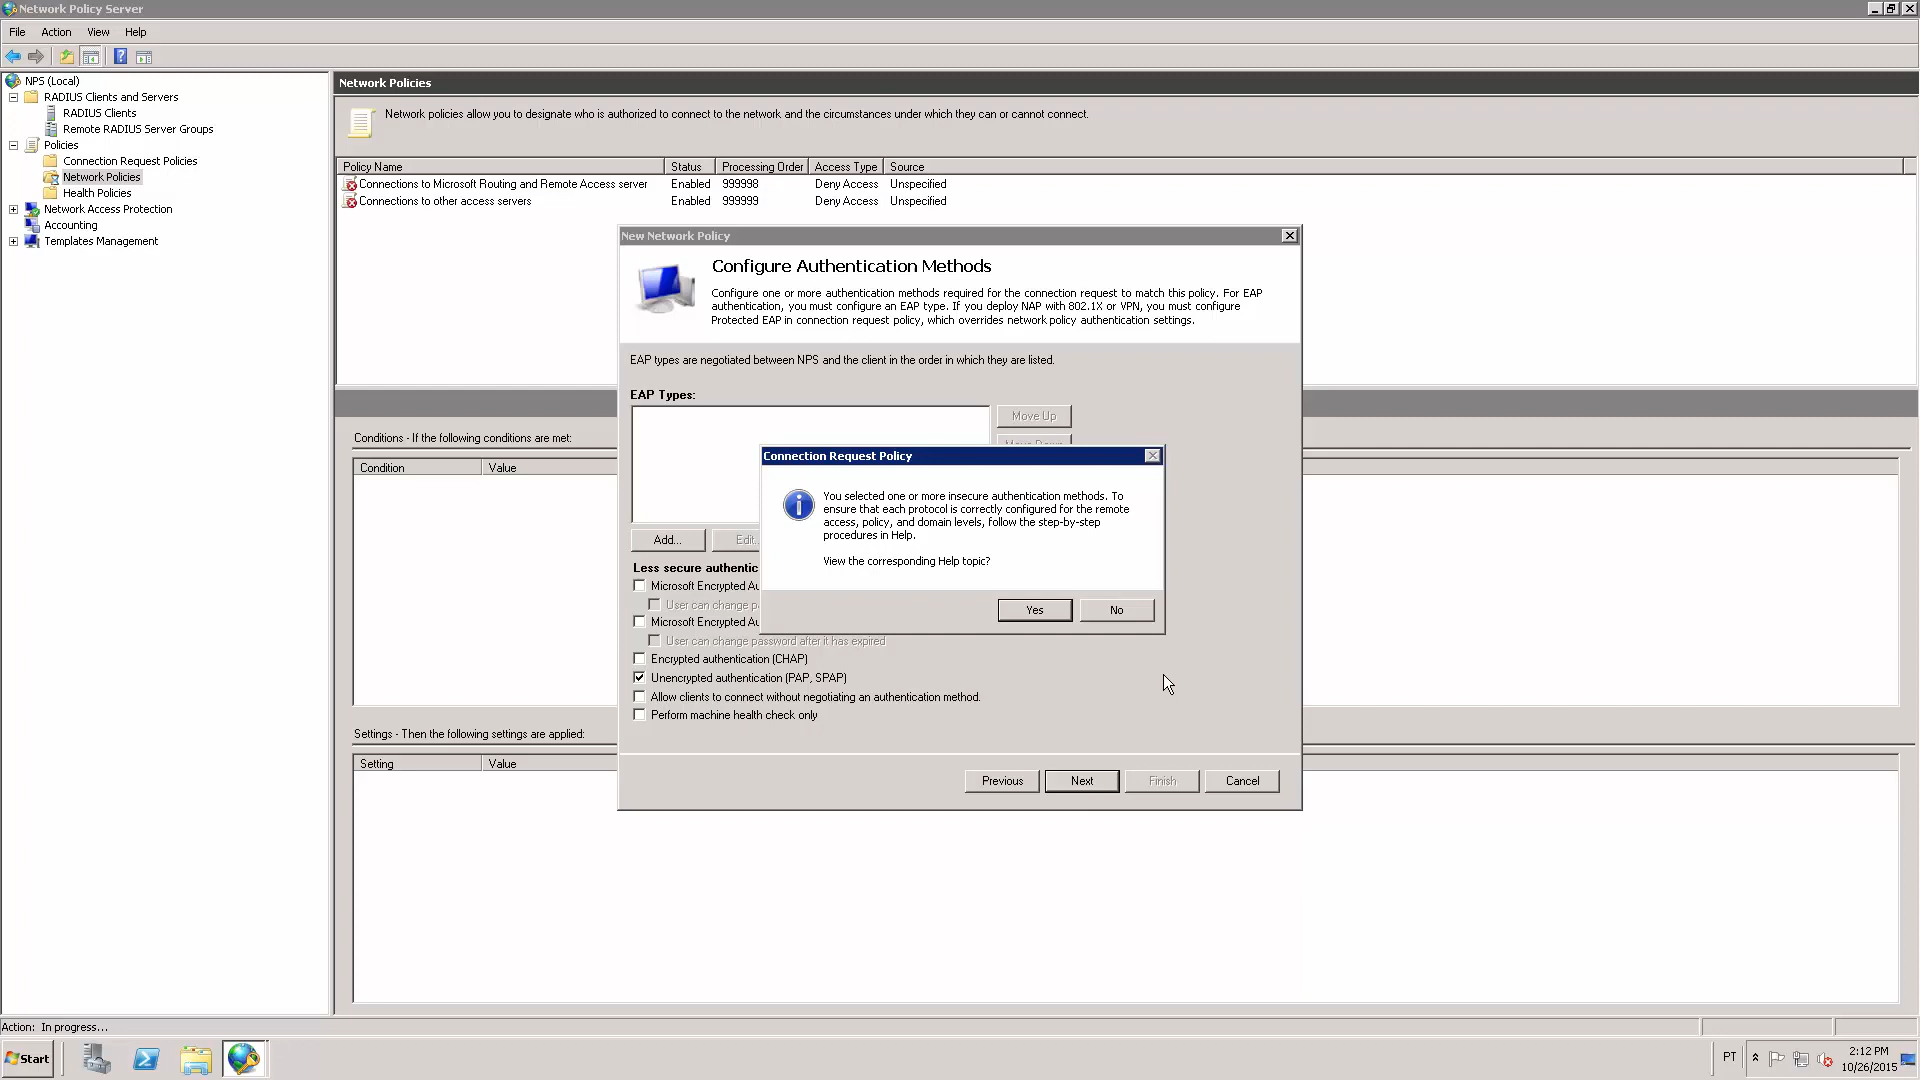 Network Policy Server
File Action View Help
NPS (Local)
RADIUS Clients and Servers
RADIUS Clients
Remote RADIUS Server Groups
Policies
Connection Request Policies
Network Policies
Health Policies
Network Access Protection
Accounting
Templates Management
Network Policies
Network policies allow you to designate who is authorized to connect to the network and the circumstances under which they can or cannot connect.
Policy Name Status Processing Order Access Type Source
Connections to Microsoft Routing and Remote Access server Enabled 999998 Deny Access Unspecified
Connections to other access servers Enabled 999999 Deny Access Unspecified
Conditions - If the following conditions are met:
Condition Value
Settings - Then the following settings are applied:
Setting Value
New Network Policy
Configure Authentication Methods
Configure one or more authentication methods required for the connection request to match this policy. For EAP
authentication, you must configure an EAP type. If you deploy NAP with 802.1X or VPN, you must configure
Protected EAP in connection request policy, which overrides network policy authentication settings.
EAP types are negotiated between NPS and the client in the order in which they are listed.
EAP Types:
Move Up
Add... Edit..
Less secure authentic
Microsoft Encrypted Au
User can change p
Microsoft Encrypted Au
User can change password after it has expired
Encrypted authentication (CHAP)
Unencrypted authentication (PAP, SPAP)
Allow clients to connect without negotiating an authentication method.
Perform machine health check only
Previous Next Finish Cancel
Connection Request Policy
You selected one or more insecure authentication methods. To
ensure that each protocol is correctly configured for the remote
access, policy, and domain levels, follow the step-by-step
procedures in Help.
View the corresponding Help topic?
Yes No
Action: In progress...
Start
PT
2:12 PM
10/26/2015